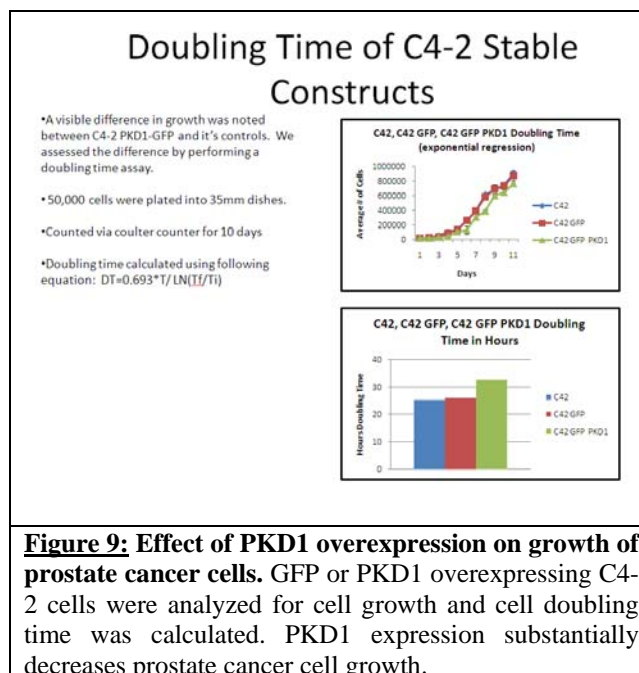 Doubling Time of C4-2 Stable
Constructs
•A visible difference in growth was noted
between C4-2 PKD1-GFP and it's controls. We
assessed the difference by performing a
doubling time assay.
• 50,000 cells were plated into 35mm dishes.
•Counted via coulter counter for 10 days
•Doubling time calculated using following
equation: DT=0.693*T/ LN(Tf/Ti)
C42, C42 GFP, C42 GFP PKD1 Doubling Time
(exponential regression)
Average # of Cells
1000000
800000
600000
400000
200000
0
1 3 5 7 9 11
Days
C42
C42 GFP
C42 GFP PKD1
C42, C42 GFP, C42 GFP PKD1 Doubling
Time in Hours
Hours Doubling Time
40
30
20
10
0
C42
C42 GFP
C42 GFP PKD1
Figure 9: Effect of PKD1 overexpression on growth of
prostate cancer cells. GFP or PKD1 overexpressing C4-
2 cells were analyzed for cell growth and cell doubling
time was calculated. PKD1 expression substantially
decreases prostate cancer cell growth.